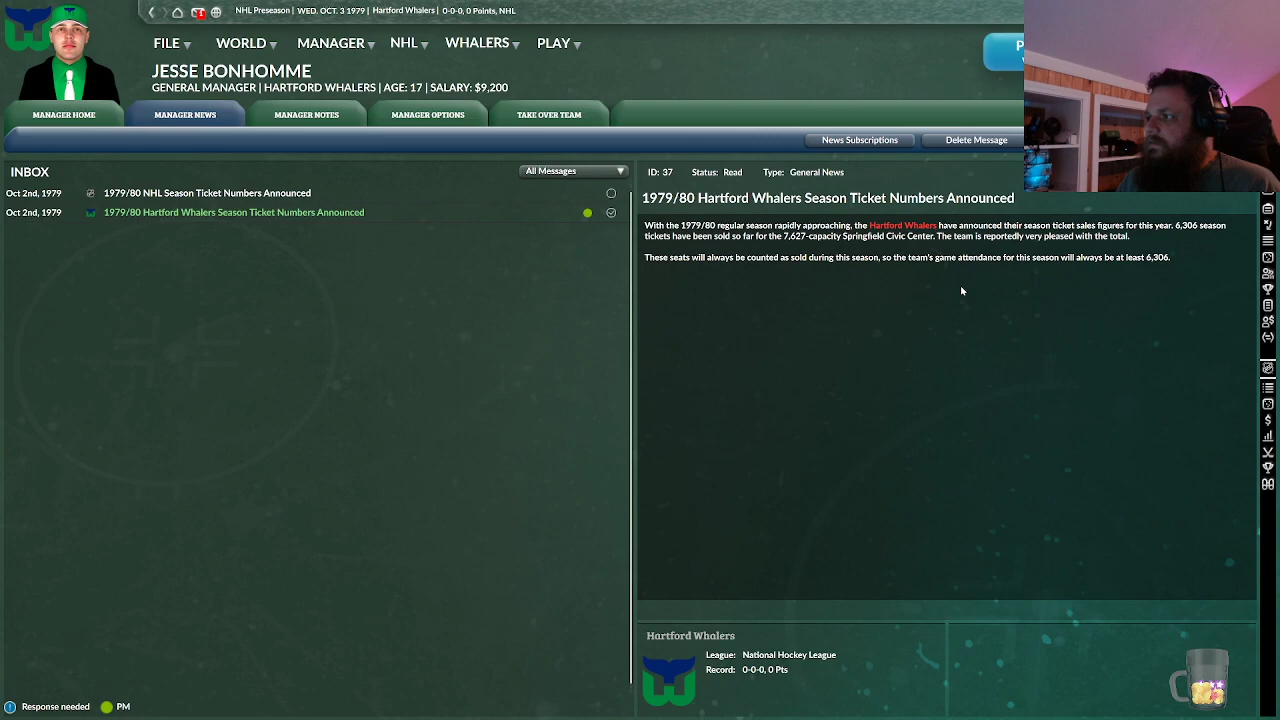 NHL Preseason | WED. OCT. 3 1979 | Hartford Whalers | 0-0-0, 0 Points, NHL
1
FILE WORLD MANAGER NHL WHALERS PLAY
JESSE BONHOMME
GENERAL MANAGER | HARTFORD WHALERS | AGE: 17 | SALARY: $9,200
MANAGER HOME MANAGER NEWS MANAGER NOTES MANAGER OPTIONS TAKE OVER TEAM
News Subscriptions Delete Message
INBOX All Messages
Oct 2nd, 1979 1979/80 NHL Season Ticket Numbers Announced
Oct 2nd, 1979 1979/80 Hartford Whalers Season Ticket Numbers Announced
ID: 37 Status: Read Type: General News
1979/80 Hartford Whalers Season Ticket Numbers Announced
With the 1979/80 regular season rapidly approaching, the Hartford Whalers have announced their season ticket sales figures for this year. 6,306 season
tickets have been sold so far for the 7,627-capacity Springfield Civic Center. The team is reportedly very pleased with the total.
These seats will always be counted as sold during this season, so the team's game attendance for this season will always be at least 6,306.
Hartford Whalers
League: National Hockey League
Record: 0-0-0, 0 Pts
Response needed PM